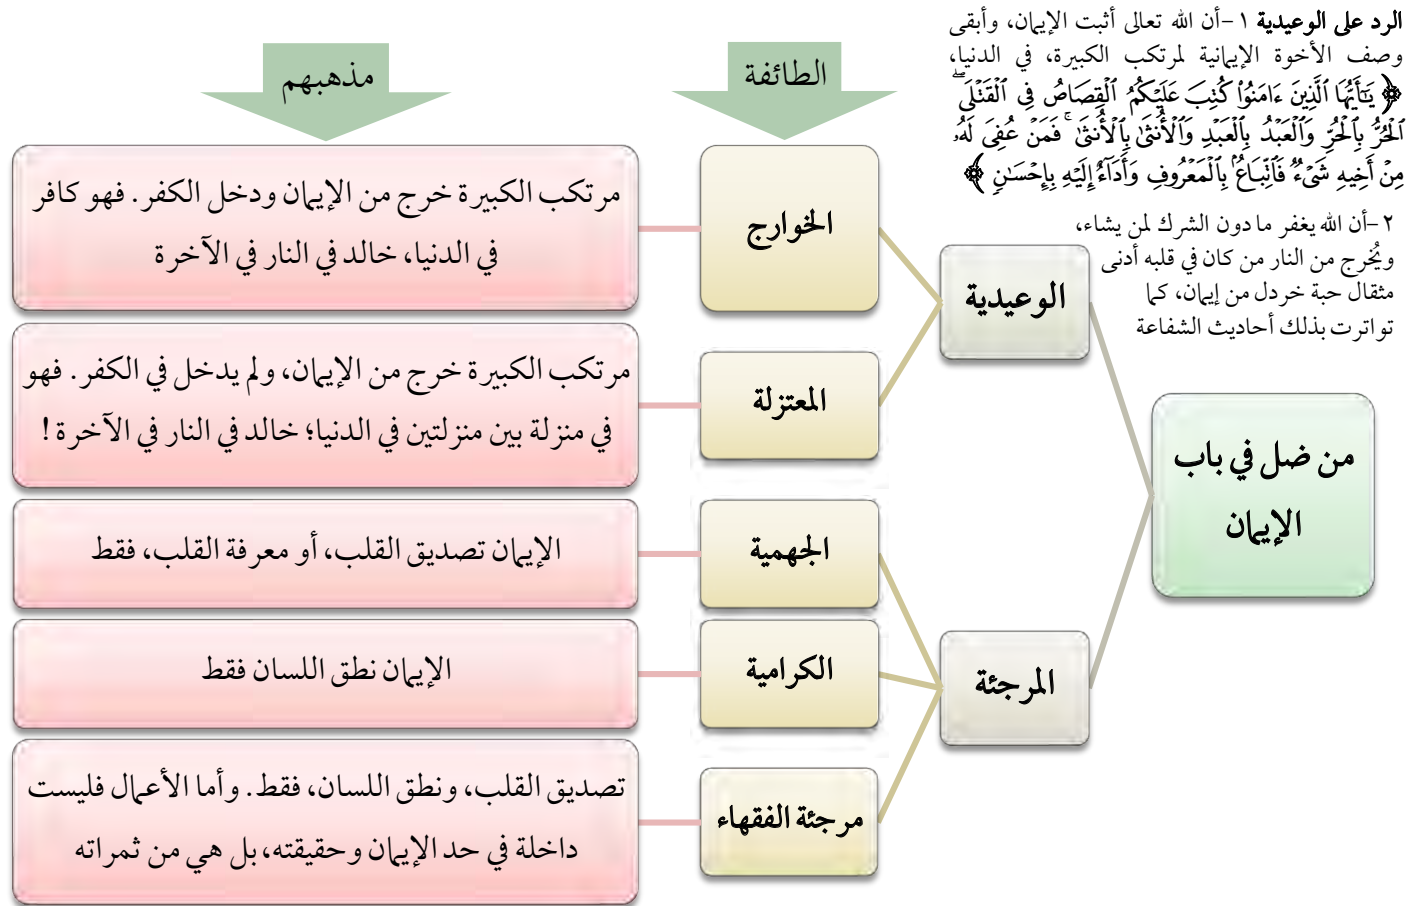 الرد على الوعيدية ١-أن الله تعالى أثبت الإيمان، وأبقى
وصف الأخوة الإيمانية لمرتكب الكبيرة، في الدنيا،
﴿ يَـٰٓأَيُّهَا ٱلَّذِينَ ءَامَنُوا۟ كُتِبَ عَلَيْكُمُ ٱلْقِصَاصُ فِى ٱلْقَتْلَى ۖ
ٱلْحُرُّ بِٱلْحُرِّ وَٱلْعَبْدُ بِٱلْعَبْدِ وَٱلْأُنثَىٰ بِٱلْأُنثَىٰ ۚ فَمَنْ عُفِىَ لَهُۥ
مِنْ أَخِيهِ شَىْءٌ فَٱتِّبَاعٌۢ بِٱلْمَعْرُوفِ وَأَدَآءٌ إِلَيْهِ بِإِحْسَـٰنٍ ﴾
٢-أن الله يغفر ما دون الشرك لمن يشاء،
ويُخرج من النار من كان في قلبه أدنى
مثقال حبة خردل من إيمان، كما
تواترت بذلك أحاديث الشفاعة
من ضل في باب
الإيمان
الطائفة
مذهبهم
الوعيدية
الخوارج
مرتكب الكبيرة خرج من الإيمان ودخل الكفر. فهو كافر
في الدنيا، خالد في النار في الآخرة
المعتزلة
مرتكب الكبيرة خرج من الإيمان، ولم يدخل في الكفر. فهو
في منزلة بين منزلتين في الدنيا؛ خالد في النار في الآخرة!
المرجئة
الجهمية
الإيمان تصديق القلب، أو معرفة القلب، فقط
الكرامية
الإيمان نطق اللسان فقط
مرجئة الفقهاء
تصديق القلب، ونطق اللسان، فقط. وأما الأعمال فليست
داخلة في حد الإيمان وحقيقته، بل هي من ثمراته